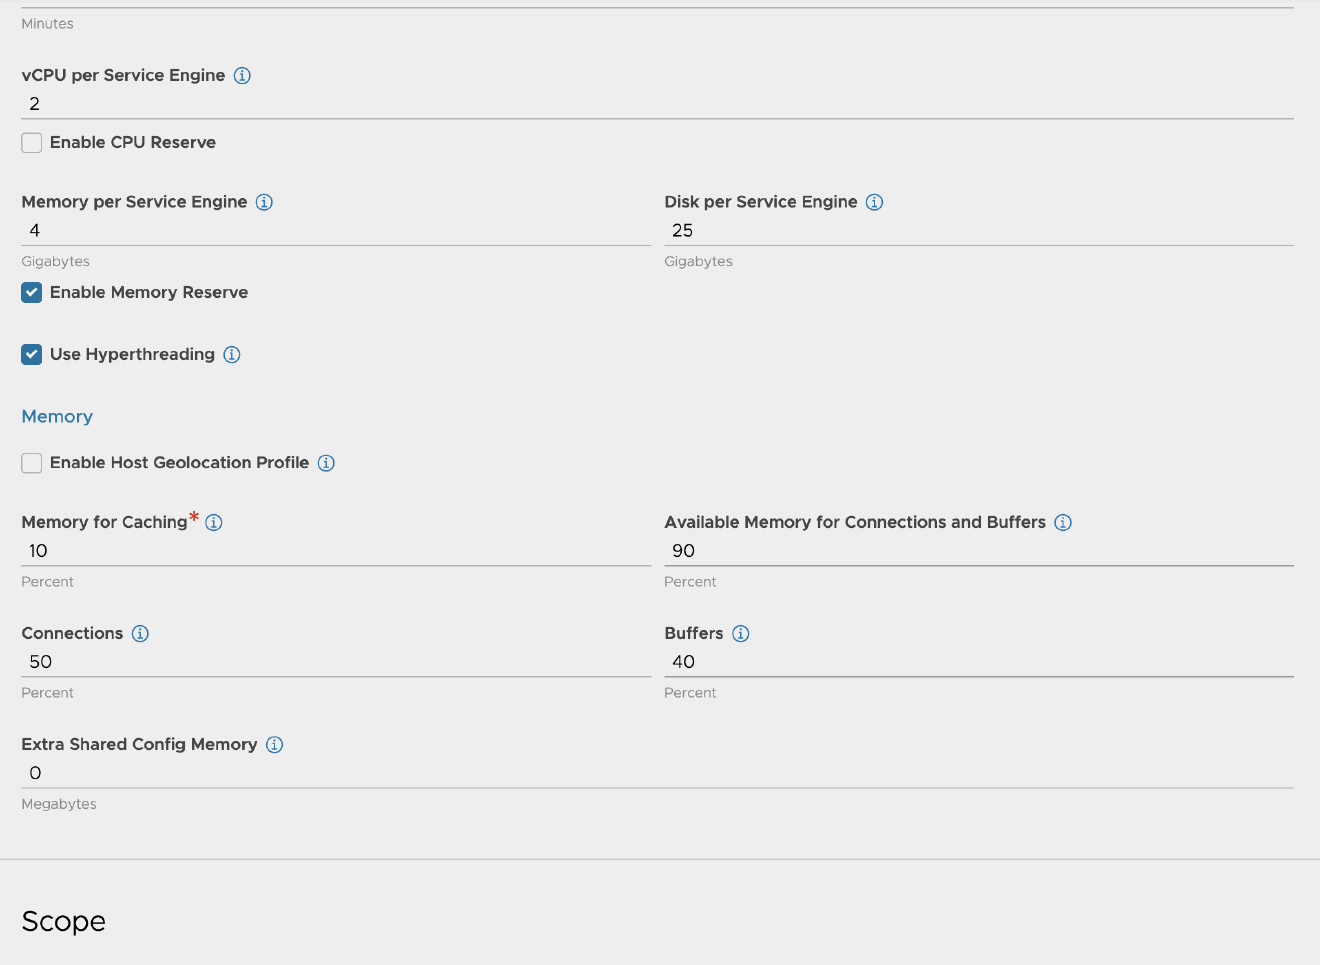 Minutes
vCPU per Service Engine
2
Enable CPU Reserve
Memory per Service Engine
Disk per Service Engine
4
25
Gigabytes
Gigabytes
Enable Memory Reserve
Use Hyperthreading
Memory
Enable Host Geolocation Profile
Memory for Caching*
Available Memory for Connections and Buffers
10
90
Percent
Percent
Connections
Buffers
50
40
Percent
Percent
Extra Shared Config Memory
0
Megabytes
Scope